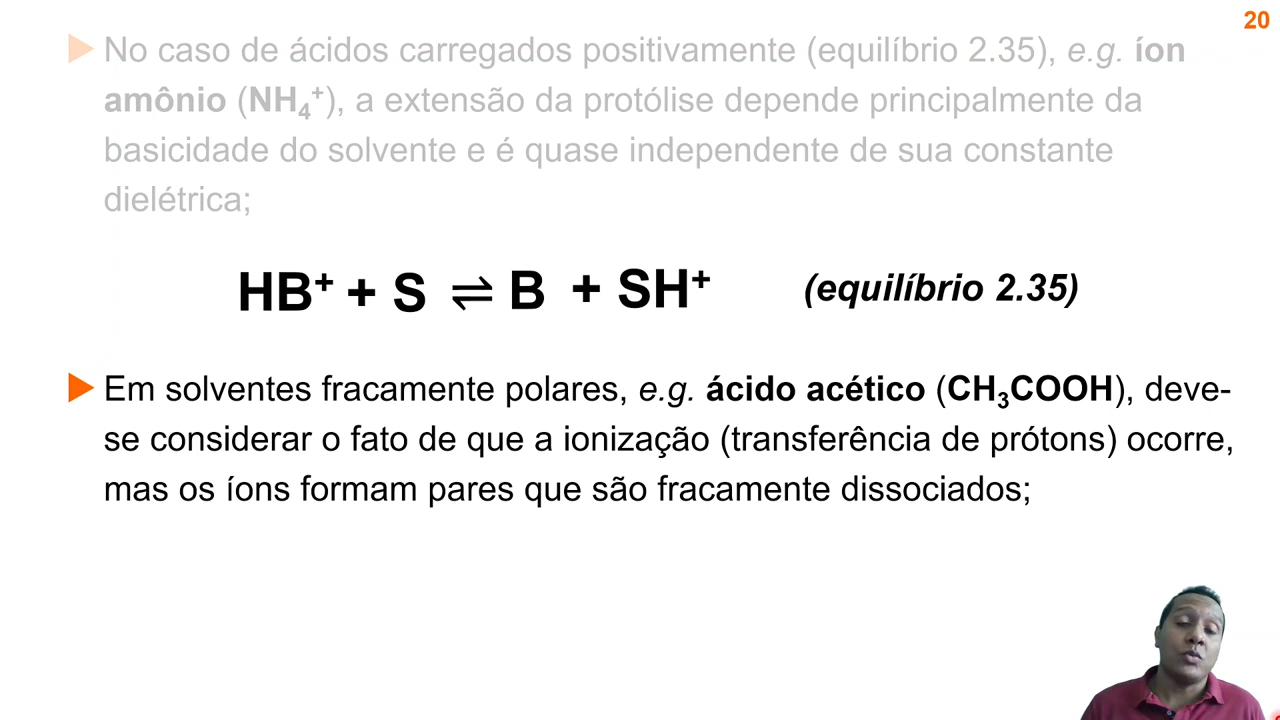 20
No caso de ácidos carregados positivamente (equilíbrio 2.35), e.g. íon
amônio (NH₄⁺), a extensão da protólise depende principalmente da
basicidade do solvente e é quase independente de sua constante
dielétrica;
HB⁺ + S ⇌ B + SH⁺ (equilíbrio 2.35)
Em solventes fracamente polares, e.g. ácido acético (CH₃COOH), deve-
se considerar o fato de que a ionização (transferência de prótons) ocorre,
mas os íons formam pares que são fracamente dissociados;